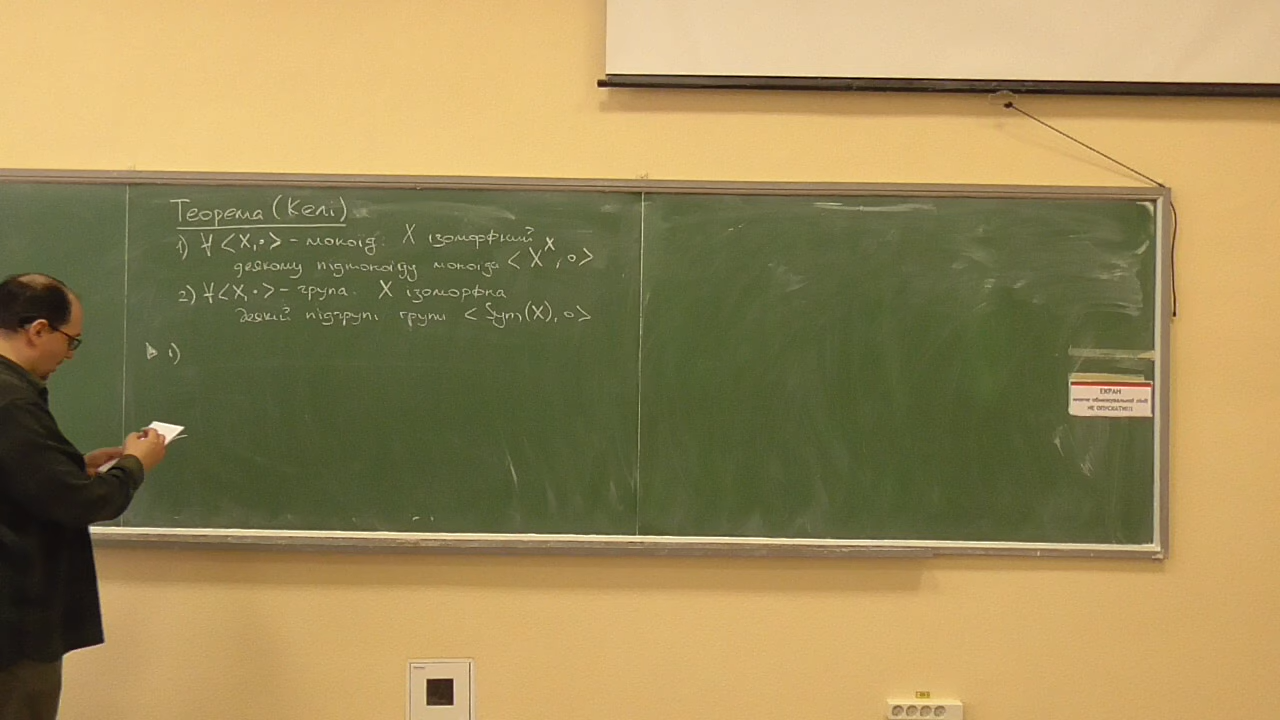 Теорема (Келі)
1) ∀ <X,·> – моноїд. X ізоморфний
деякому підмоноїду моноїда <X^X, ∘>
2) ∀ <X,·> – група. X ізоморфна
деякій підгрупі групи <Sym(X), ∘>
▷ 1)
ЕКРАН
НЕ ОПУСКАТИ!!!